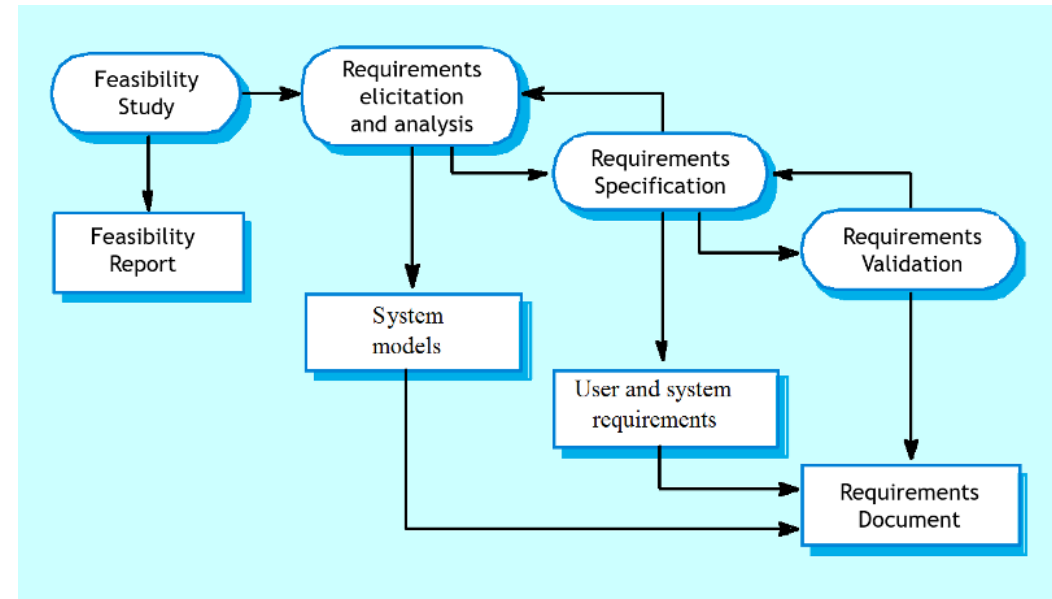 Feasibility
Study
Requirements
elicitation
and analysis
Requirements
Specification
Requirements
Validation
Feasibility
Report
System
models
User and system
requirements
Requirements
Document